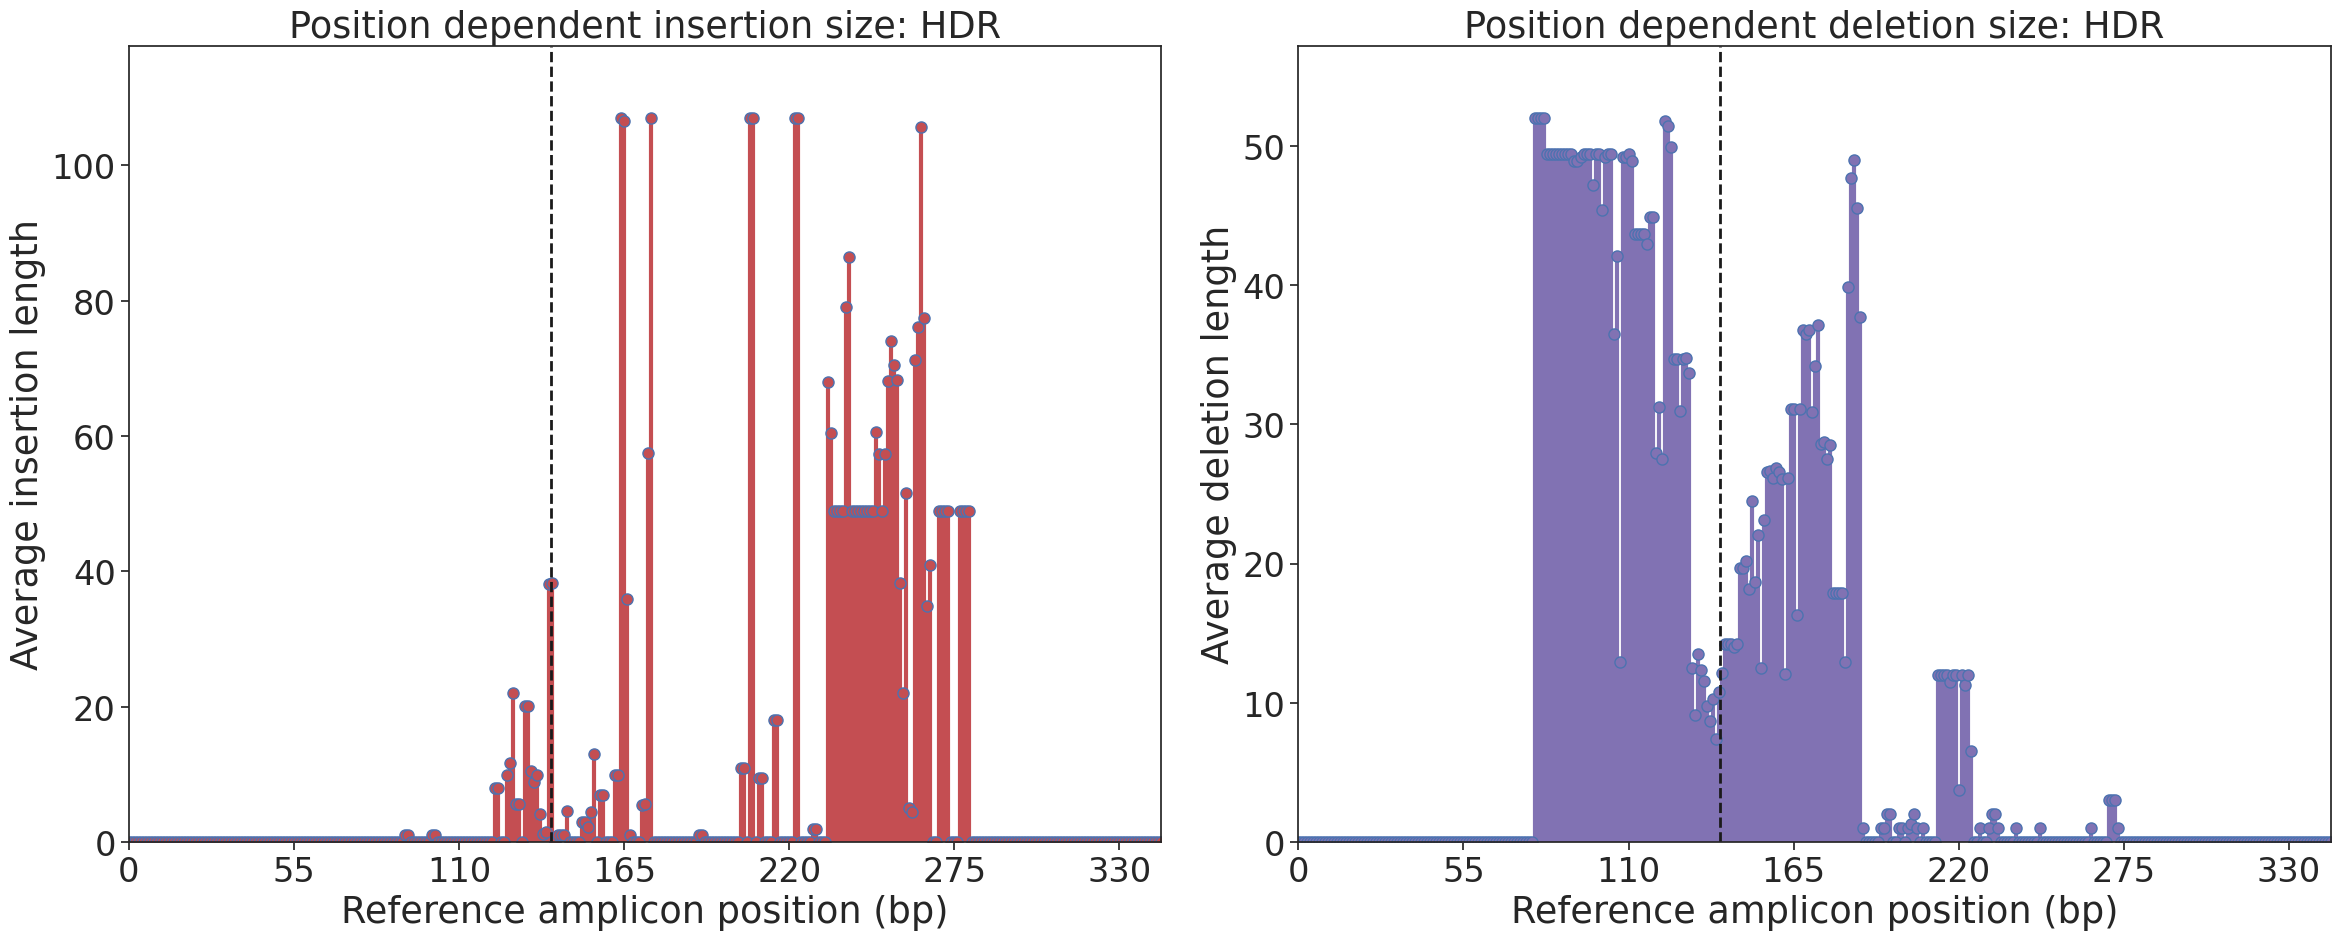 Position dependent insertion size: HDR
Average insertion length
100
80
60
40
20
0
0 55 110 165 220 275 330
Reference amplicon position (bp)
Position dependent deletion size: HDR
Average deletion length
50
40
30
20
10
0
0 55 110 165 220 275 330
Reference amplicon position (bp)